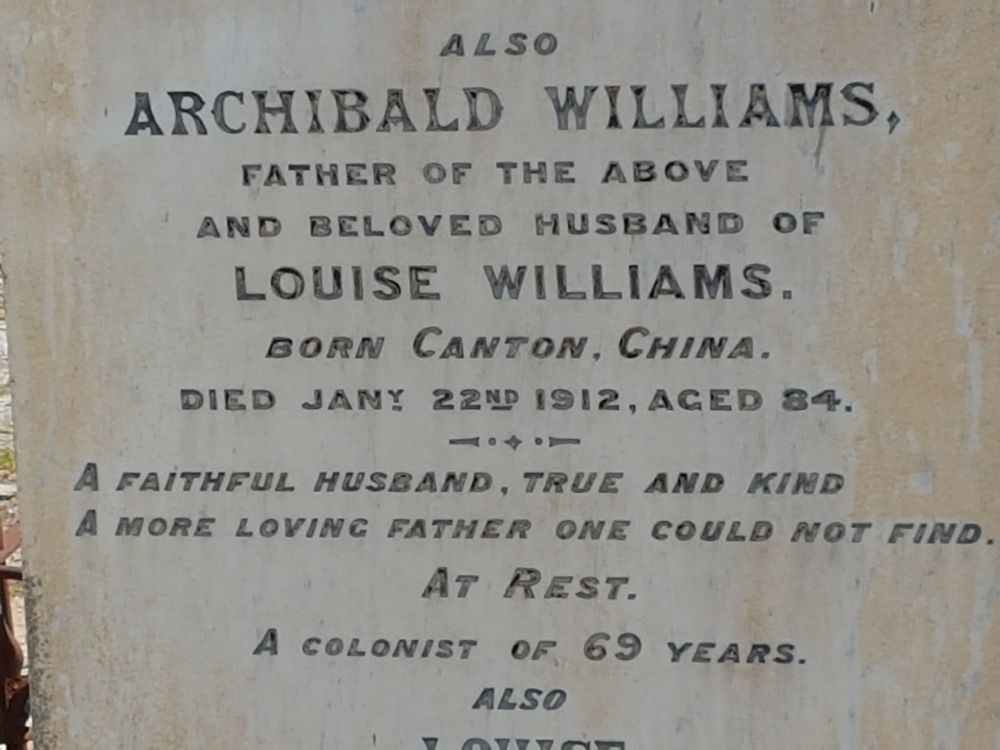 ALSO
ARCHIBALD WILLIAMS,
FATHER OF THE ABOVE
AND BELOVED HUSBAND OF
LOUISE WILLIAMS.
BORN CANTON, CHINA.
DIED JANY 22ND 1912, AGED 84.
A FAITHFUL HUSBAND, TRUE AND KIND
A MORE LOVING FATHER ONE COULD NOT FIND.
AT REST.
A COLONIST OF 69 YEARS.
ALSO
LOUISE